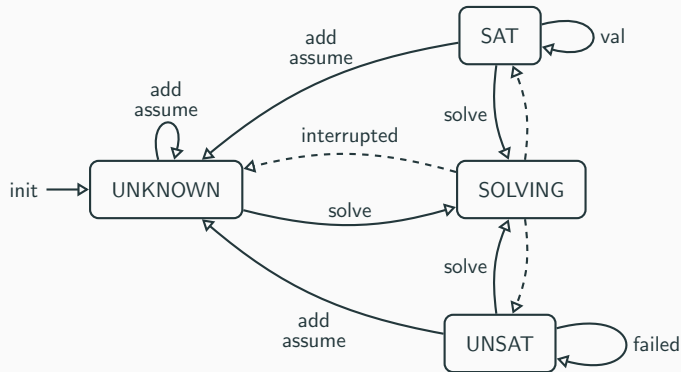 SAT
val
add
assume
add
assume
solve
interrupted
init
UNKNOWN
SOLVING
solve
solve
add
assume
UNSAT
failed